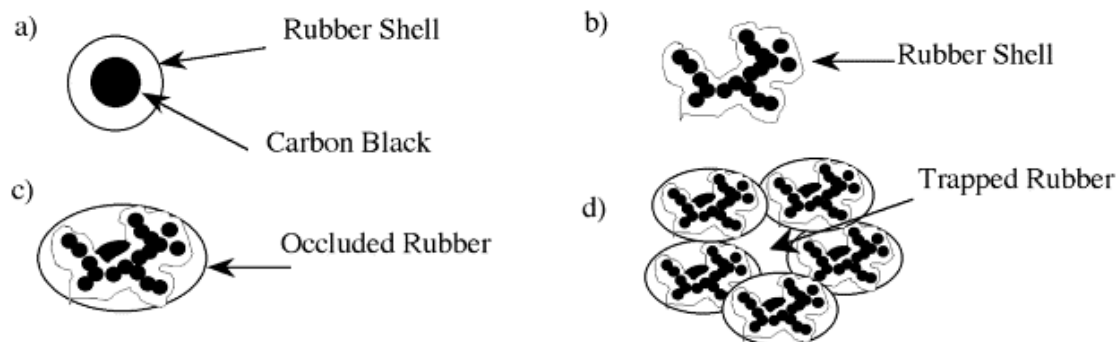 a)
Rubber Shell
Carbon Black
b)
Rubber Shell
c)
Occluded Rubber
d)
Trapped Rubber